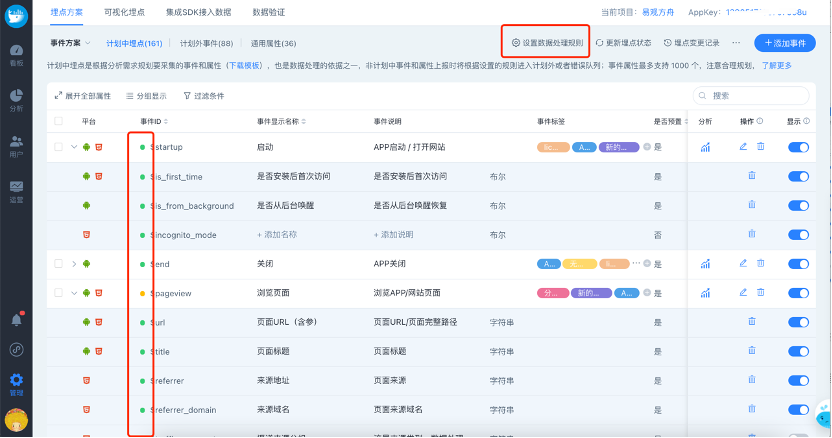 埋点方案 可视化埋点 集成SDK接入数据 数据验证 当前项目: 易观方舟 AppKey:
事件方案 计划中埋点(161) 计划外事件(88) 通用属性(36) 设置数据处理规则 更新埋点状态 埋点变更记录 ··· +添加事件
计划中埋点是根据分析需求规划要采集的事件和属性（下载模板），也是数据处理的依据之一，非计划中事件和属性上报时将根据设置的规则进入计划外或者错误队列；事件属性最多支持 1000 个，注意合理规划， 了解更多
展开全部属性 分组显示 过滤条件 搜索
平台 事件ID 事件显示名称 事件说明 事件标签 是否预置 分析 操作 显示
$startup 启动 APP启动 / 打开网站 A... 新的... 是
$is_first_time 是否安装后首次访问 是否安装后首次访问 布尔 是
$is_from_background 是否从后台唤醒 是否从后台唤醒恢复 布尔 是
$incognito_mode + 添加名称 + 添加说明 布尔 否
$end 关闭 APP关闭 A... ··· 是
$pageview 浏览页面 浏览APP/网站页面 分... 新的... A... 是
$url 页面URL（含参） 页面URL/页面完整路径 字符串 是
$title 页面标题 页面标题 字符串 是
$referrer 来源地址 页面来源 字符串 是
$referrer_domain 来源域名 页面来源域名 字符串 是
看板
分析
用户
运营
管理